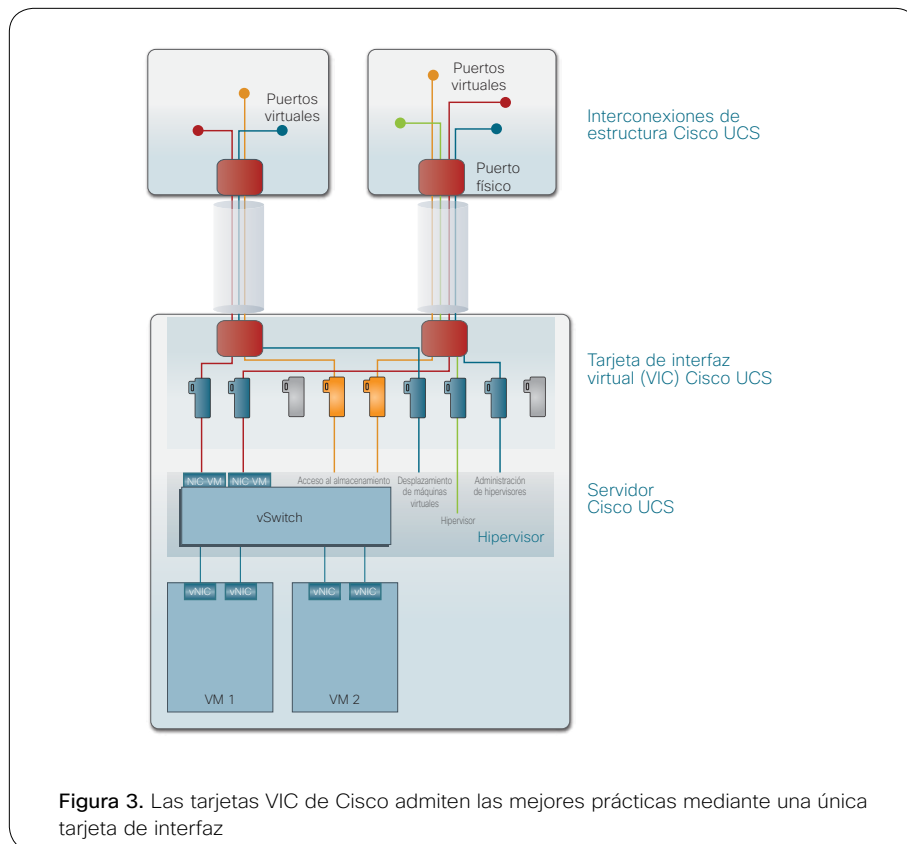 Puertos
virtuales
Puertos
virtuales
Puerto
físico
Interconexiones de
estructura Cisco UCS
Tarjeta de interfaz
virtual (VIC) Cisco UCS
NIC VM
NIC VM
Acceso al almacenamiento
Desplazamiento
de máquinas
virtuales
Administración
de hipervisores
Hipervisor
vSwitch
Hipervisor
Servidor
Cisco UCS
vNIC
vNIC
vNIC
vNIC
VM 1
VM 2
Figura 3. Las tarjetas VIC de Cisco admiten las mejores prácticas mediante una única
tarjeta de interfaz